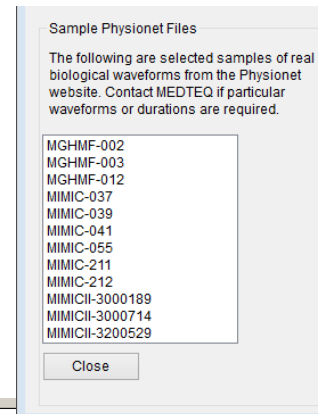 Sample Physionet Files
The following are selected samples of real
biological waveforms from the Physionet
website. Contact MEDTEQ if particular
waveforms or durations are required.
MGHMF-002
MGHMF-003
MGHMF-012
MIMIC-037
MIMIC-039
MIMIC-041
MIMIC-055
MIMIC-211
MIMIC-212
MIMICII-3000189
MIMICII-3000714
MIMICII-3200529
Close